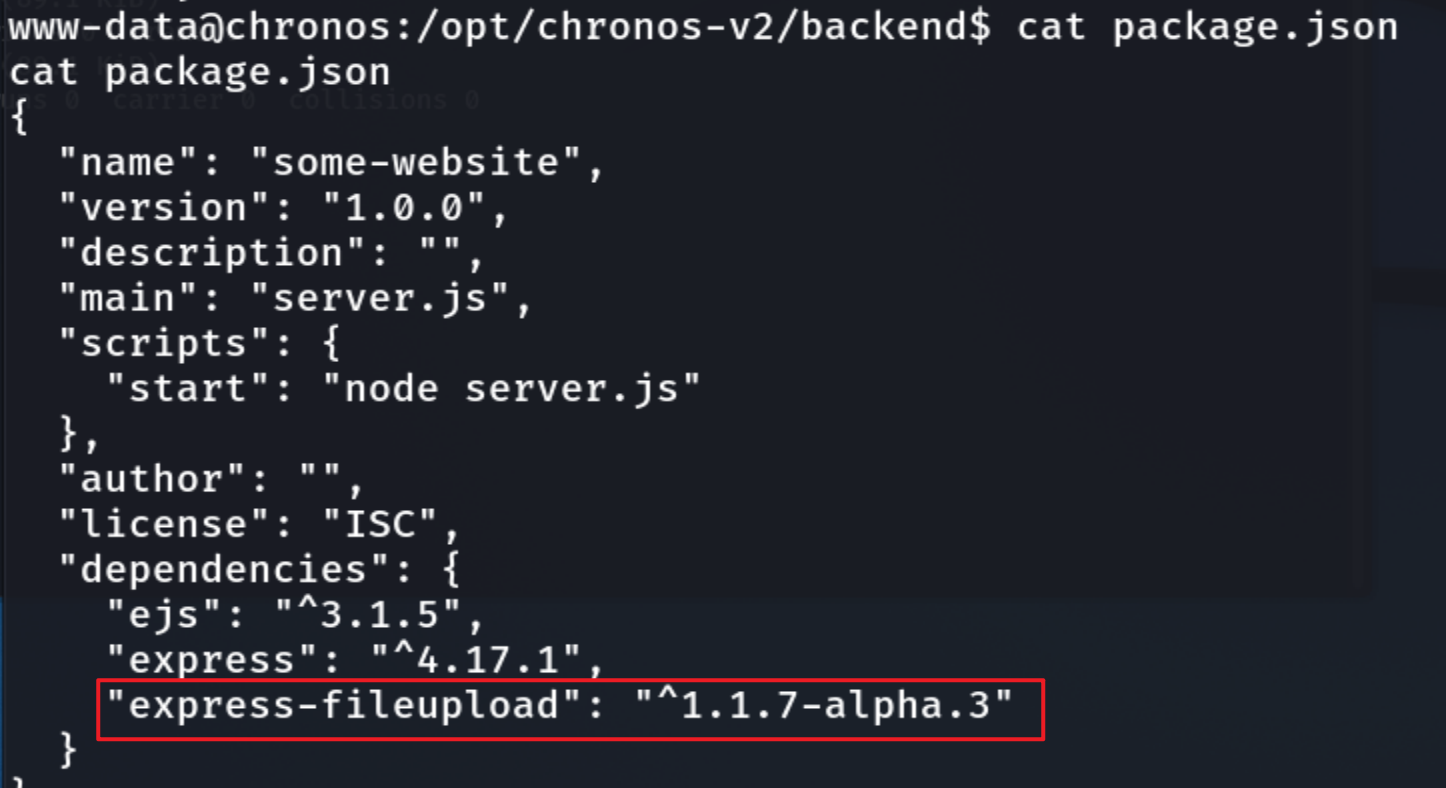 www-data@chronos:/opt/chronos-v2/backend$ cat package.json
cat package.json
{
  "name": "some-website",
  "version": "1.0.0",
  "description": "",
  "main": "server.js",
  "scripts": {
    "start": "node server.js"
  },
  "author": "",
  "license": "ISC",
  "dependencies": {
    "ejs": "^3.1.5",
    "express": "^4.17.1",
    "express-fileupload": "^1.1.7-alpha.3"
  }
}